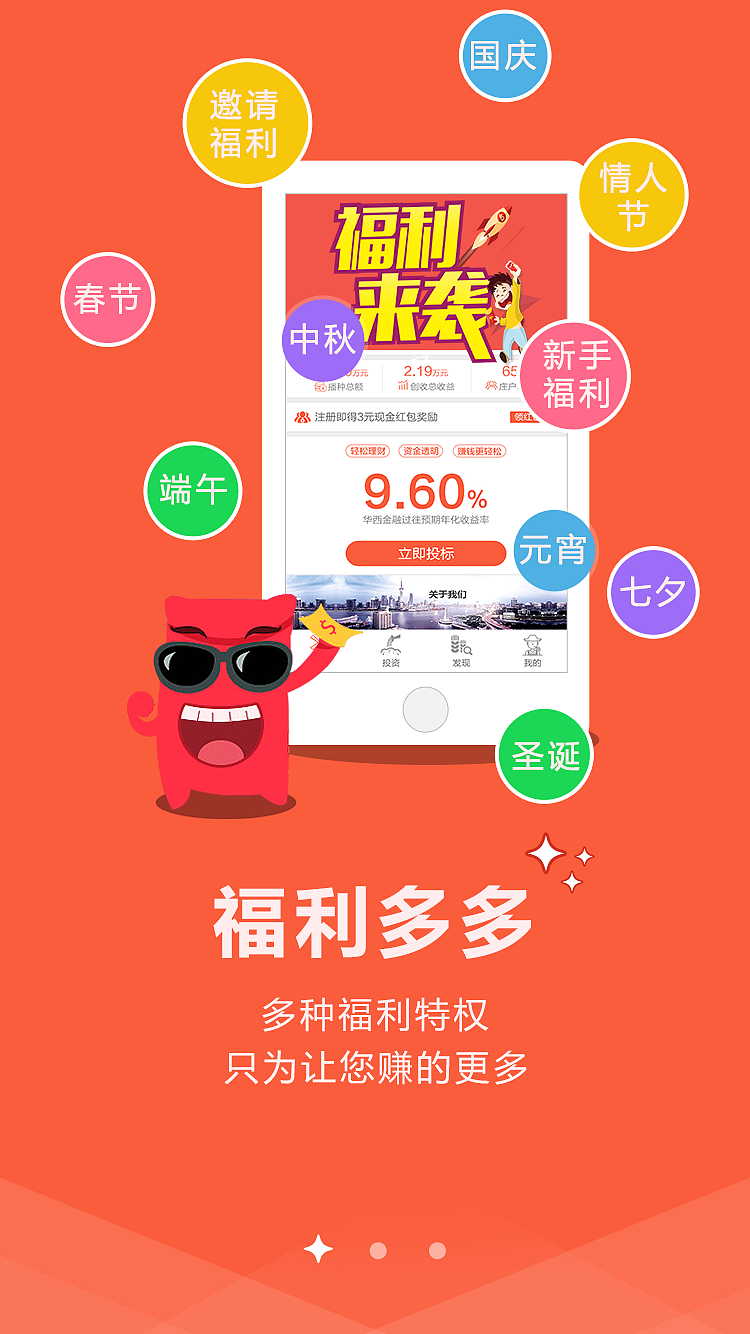 国庆
邀请
福利
情人
节
春节
福利
来袭
中秋
新手
福利
万元
2.19万元
65
播种总额
创收总收益
庄户
注册即得3元现金红包奖励
领红
轻松理财
资金透明
赚钱更轻松
9.60%
华西金融过往预期年化收益率
立即投标
端午
元宵
七夕
关于我们
投资
发现
我的
圣诞
福利多多
多种福利特权
只为让您赚的更多